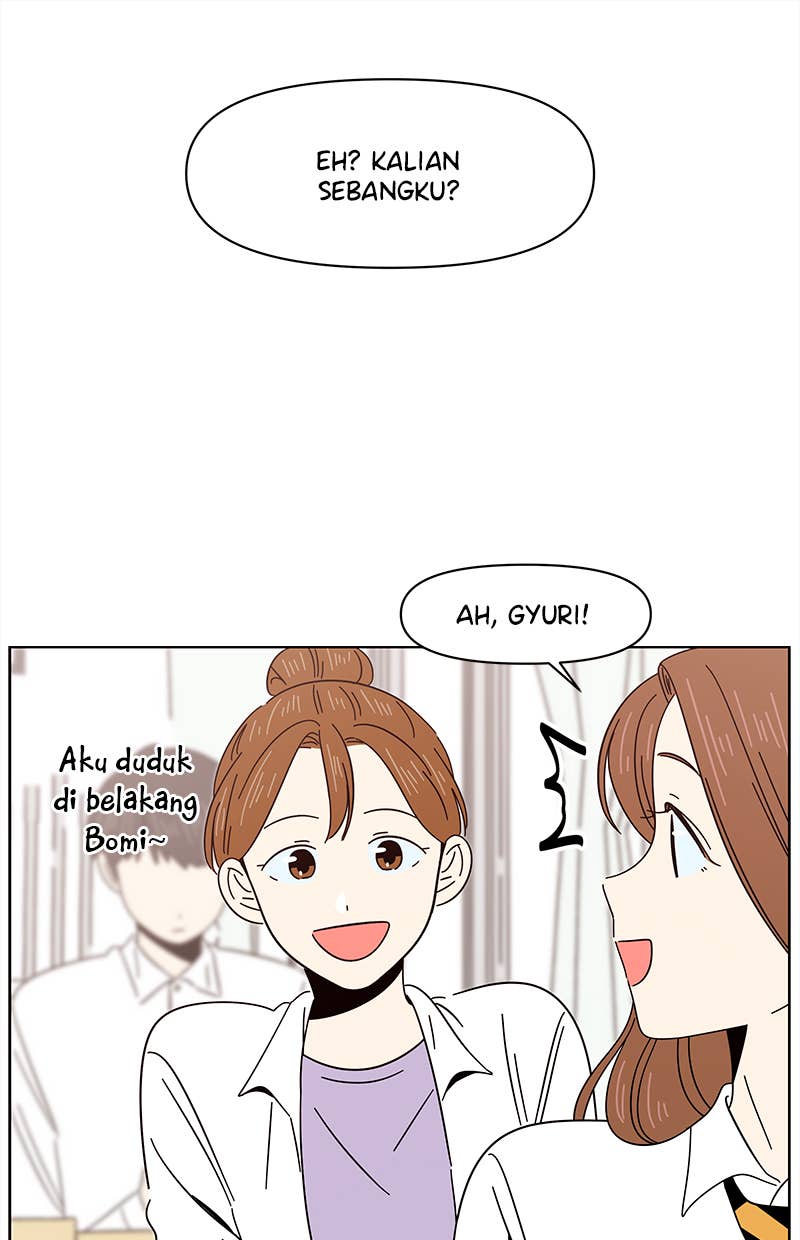 EH? KALIAN
SEBANGKU?
AH, GYURI!
Aku duduk
di belakang
Bomi~